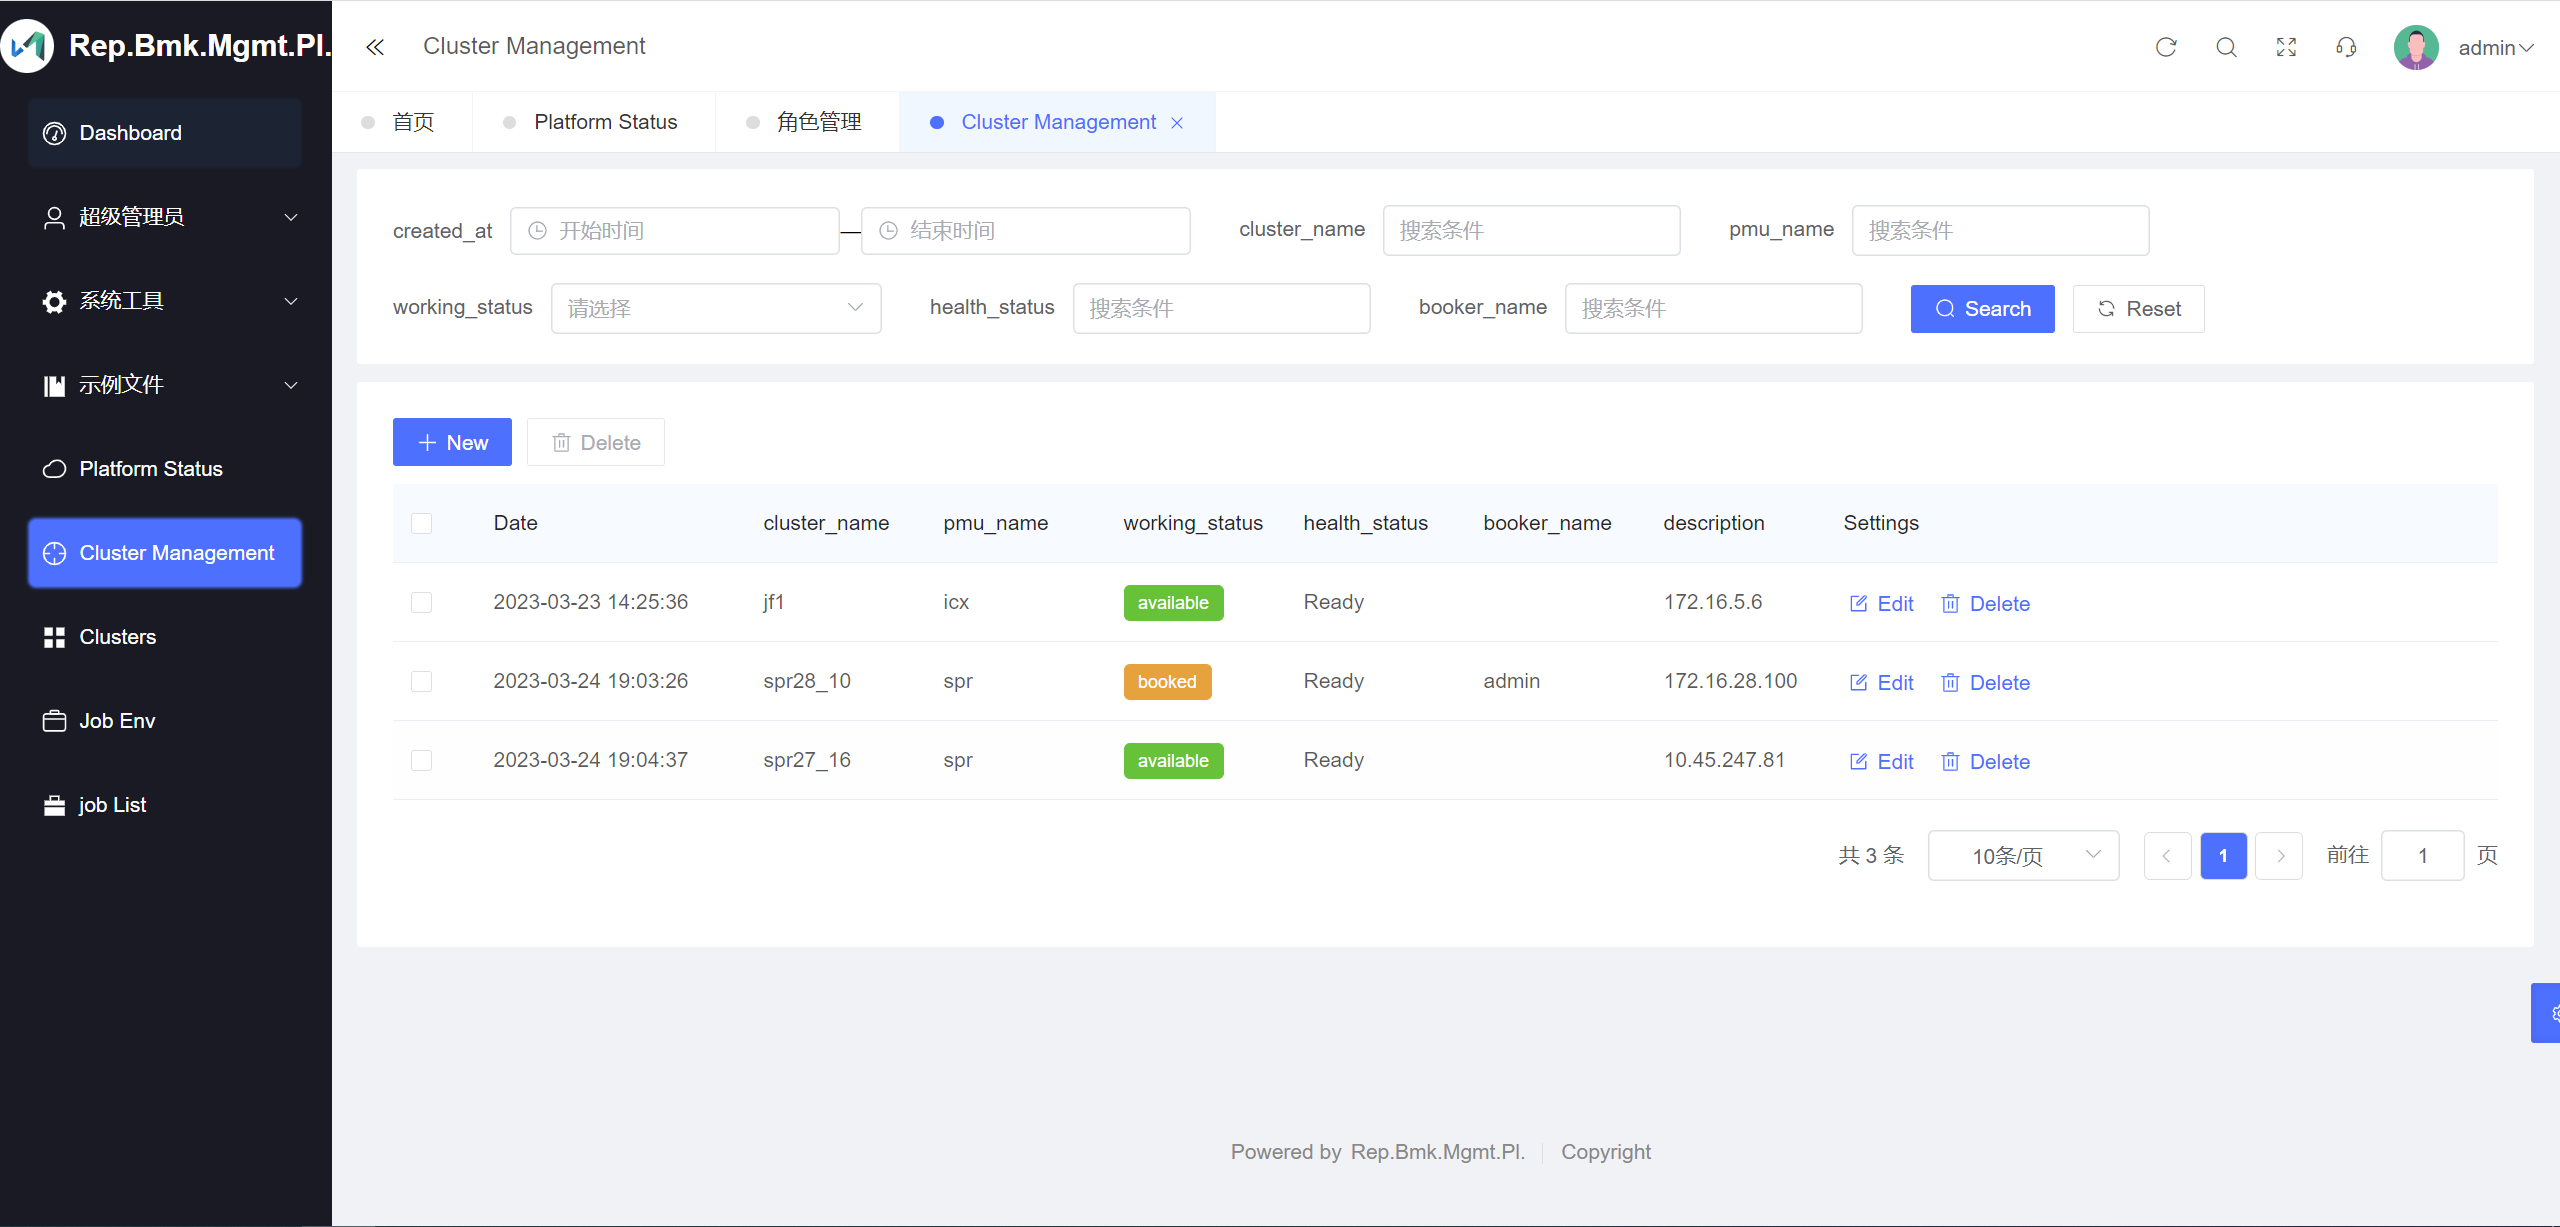 Rep.Bmk.Mgmt.Pl.
Cluster Management
admin
Dashboard
超级管理员
系统工具
示例文件
Platform Status
Cluster Management
Clusters
Job Env
job List
首页 Platform Status 角色管理 Cluster Management
created_at 开始时间 — 结束时间 cluster_name 搜索条件 pmu_name 搜索条件
working_status 请选择 health_status 搜索条件 booker_name 搜索条件 Search Reset
New Delete
Date cluster_name pmu_name working_status health_status booker_name description Settings
2023-03-23 14:25:36 jf1 icx available Ready 172.16.5.6 Edit Delete
2023-03-24 19:03:26 spr28_10 spr booked Ready admin 172.16.28.100 Edit Delete
2023-03-24 19:04:37 spr27_16 spr available Ready 10.45.247.81 Edit Delete
共 3 条 10条/页 1 前往 1 页
Powered by Rep.Bmk.Mgmt.Pl. Copyright